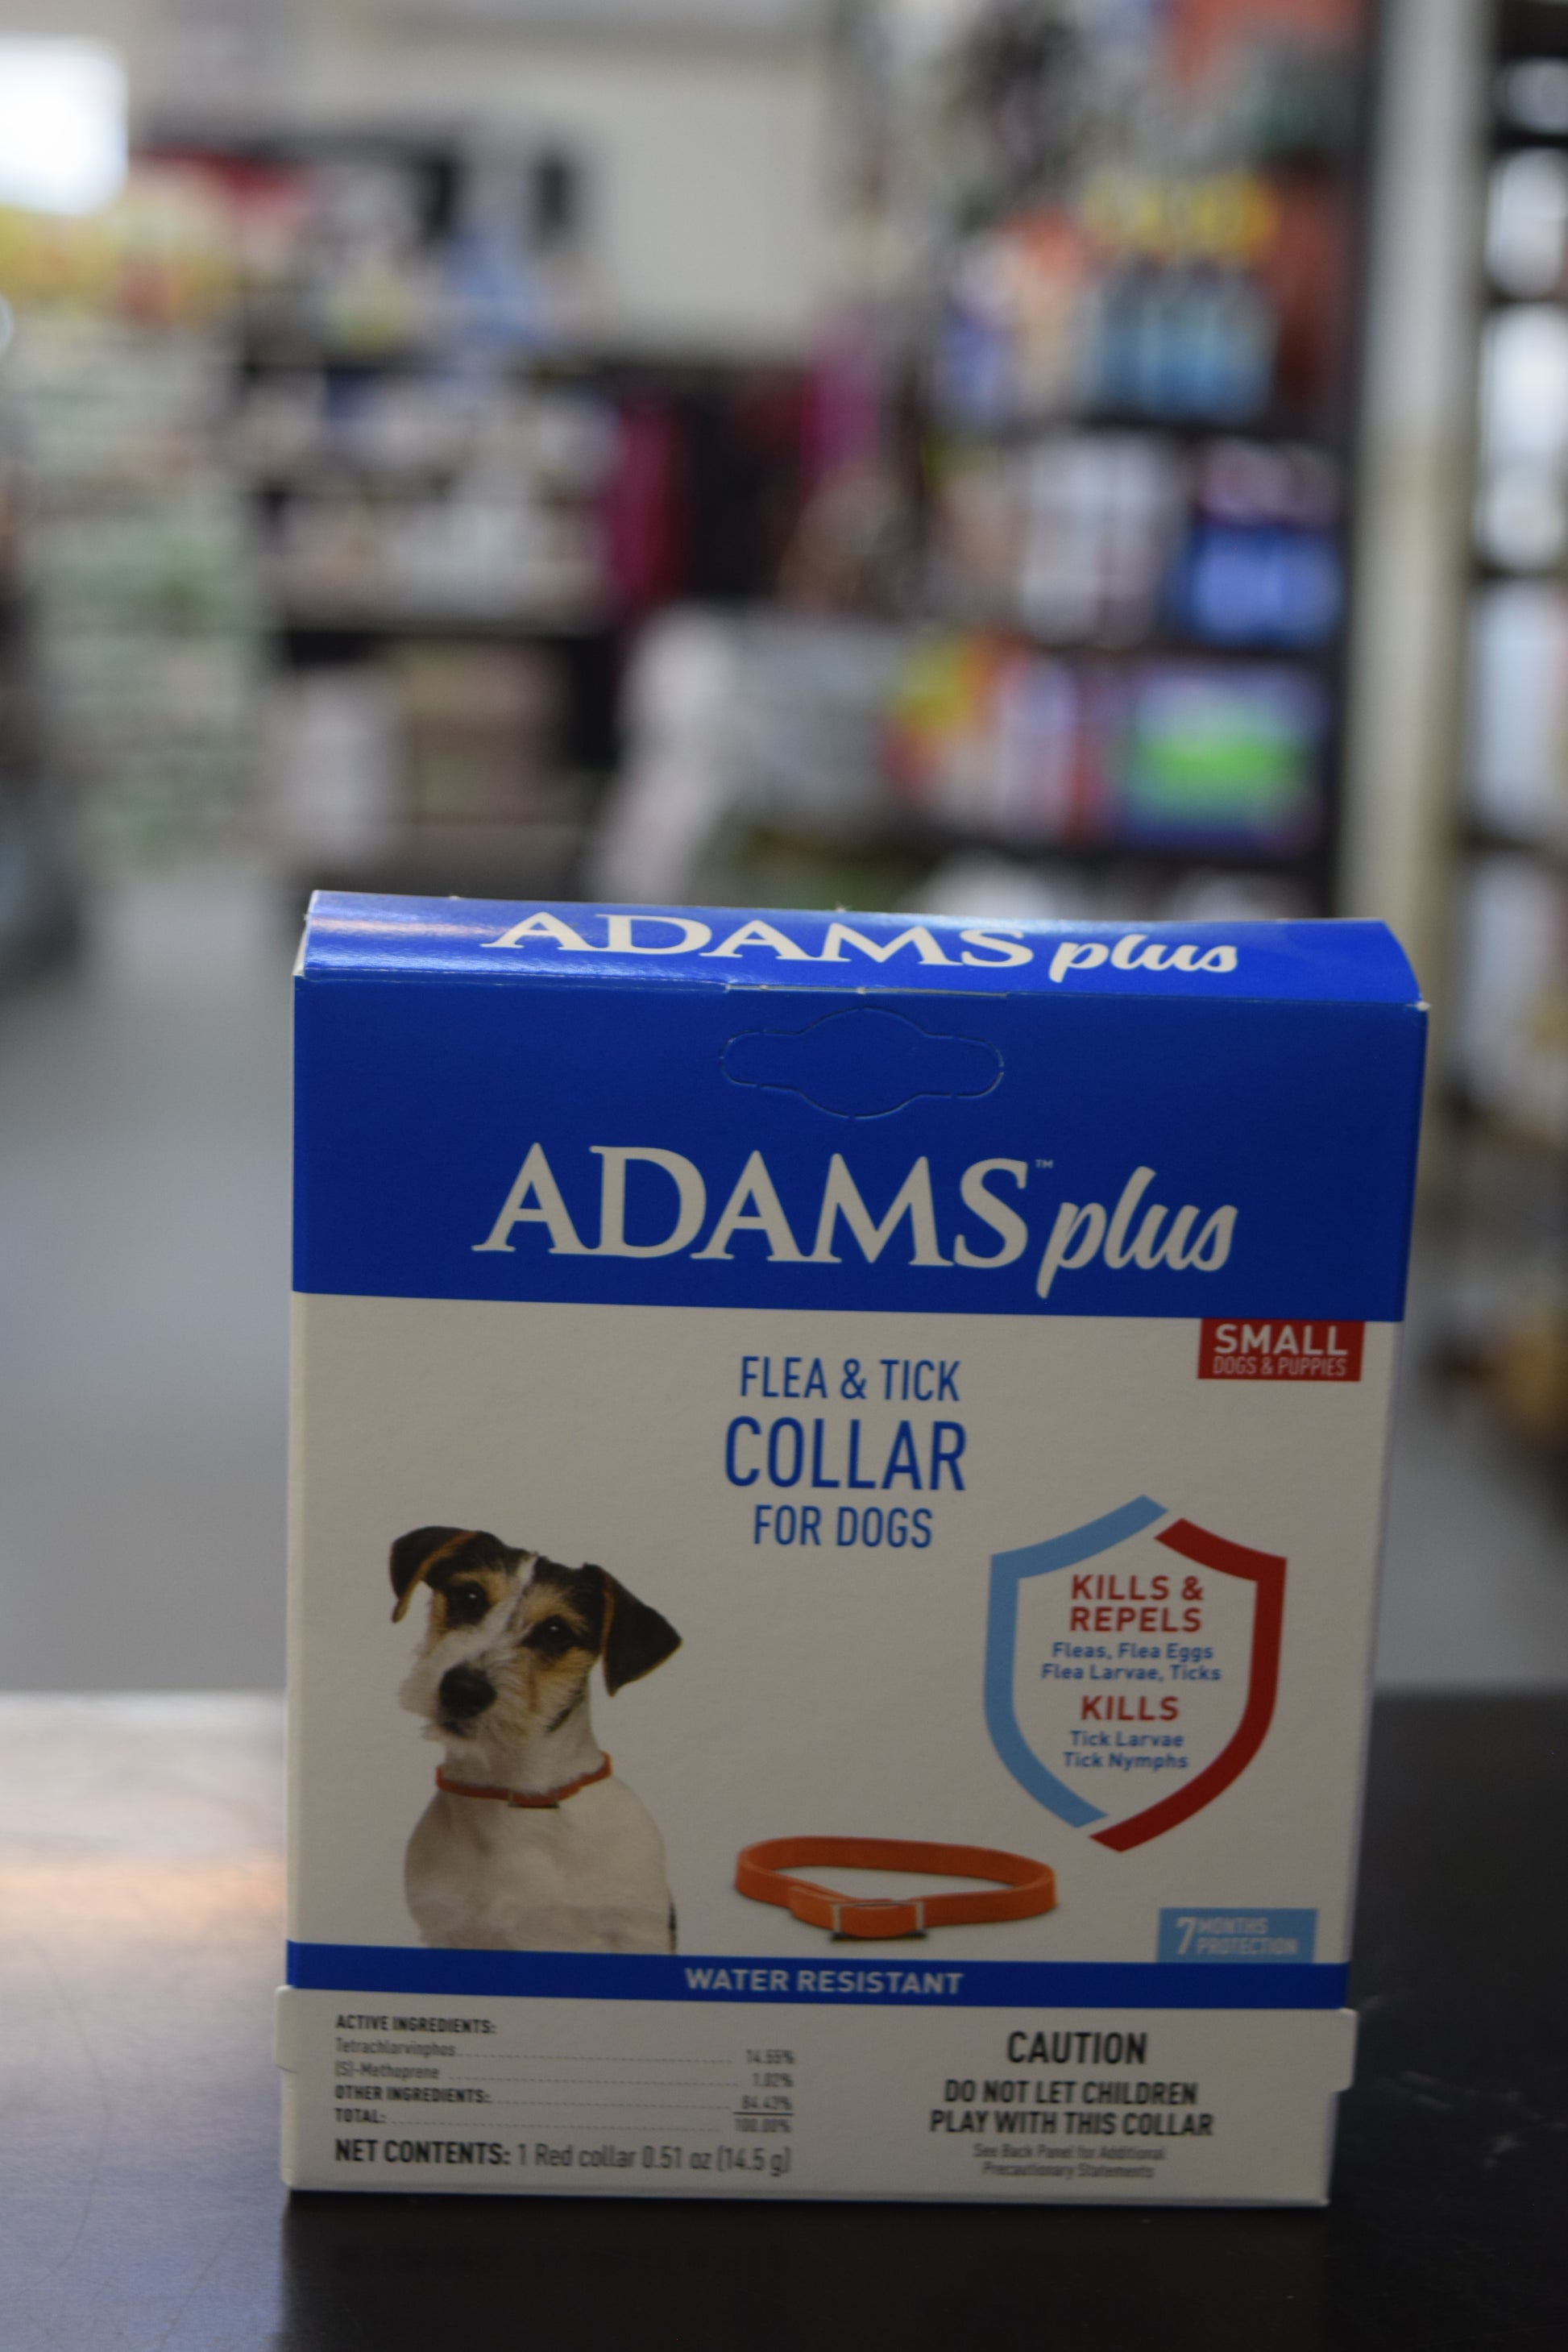 ADAMS plus
ADAMS™ plus
SMALL
DOGS & PUPPIES
FLEA & TICK
COLLAR
FOR DOGS
KILLS &
REPELS
Fleas, Flea Eggs
Flea Larvae, Ticks
KILLS
Tick Larvae
Tick Nymphs
7 MONTHS
PROTECTION
WATER RESISTANT
ACTIVE INGREDIENTS:
Tetrachlorvinphos 14.55%
(S)-Methoprene 1.02%
OTHER INGREDIENTS: 84.43%
TOTAL: 100.00%
NET CONTENTS: 1 Red collar 0.51 oz (14.5 g)
CAUTION
DO NOT LET CHILDREN
PLAY WITH THIS COLLAR
See Back Panel for Additional
Precautionary Statements